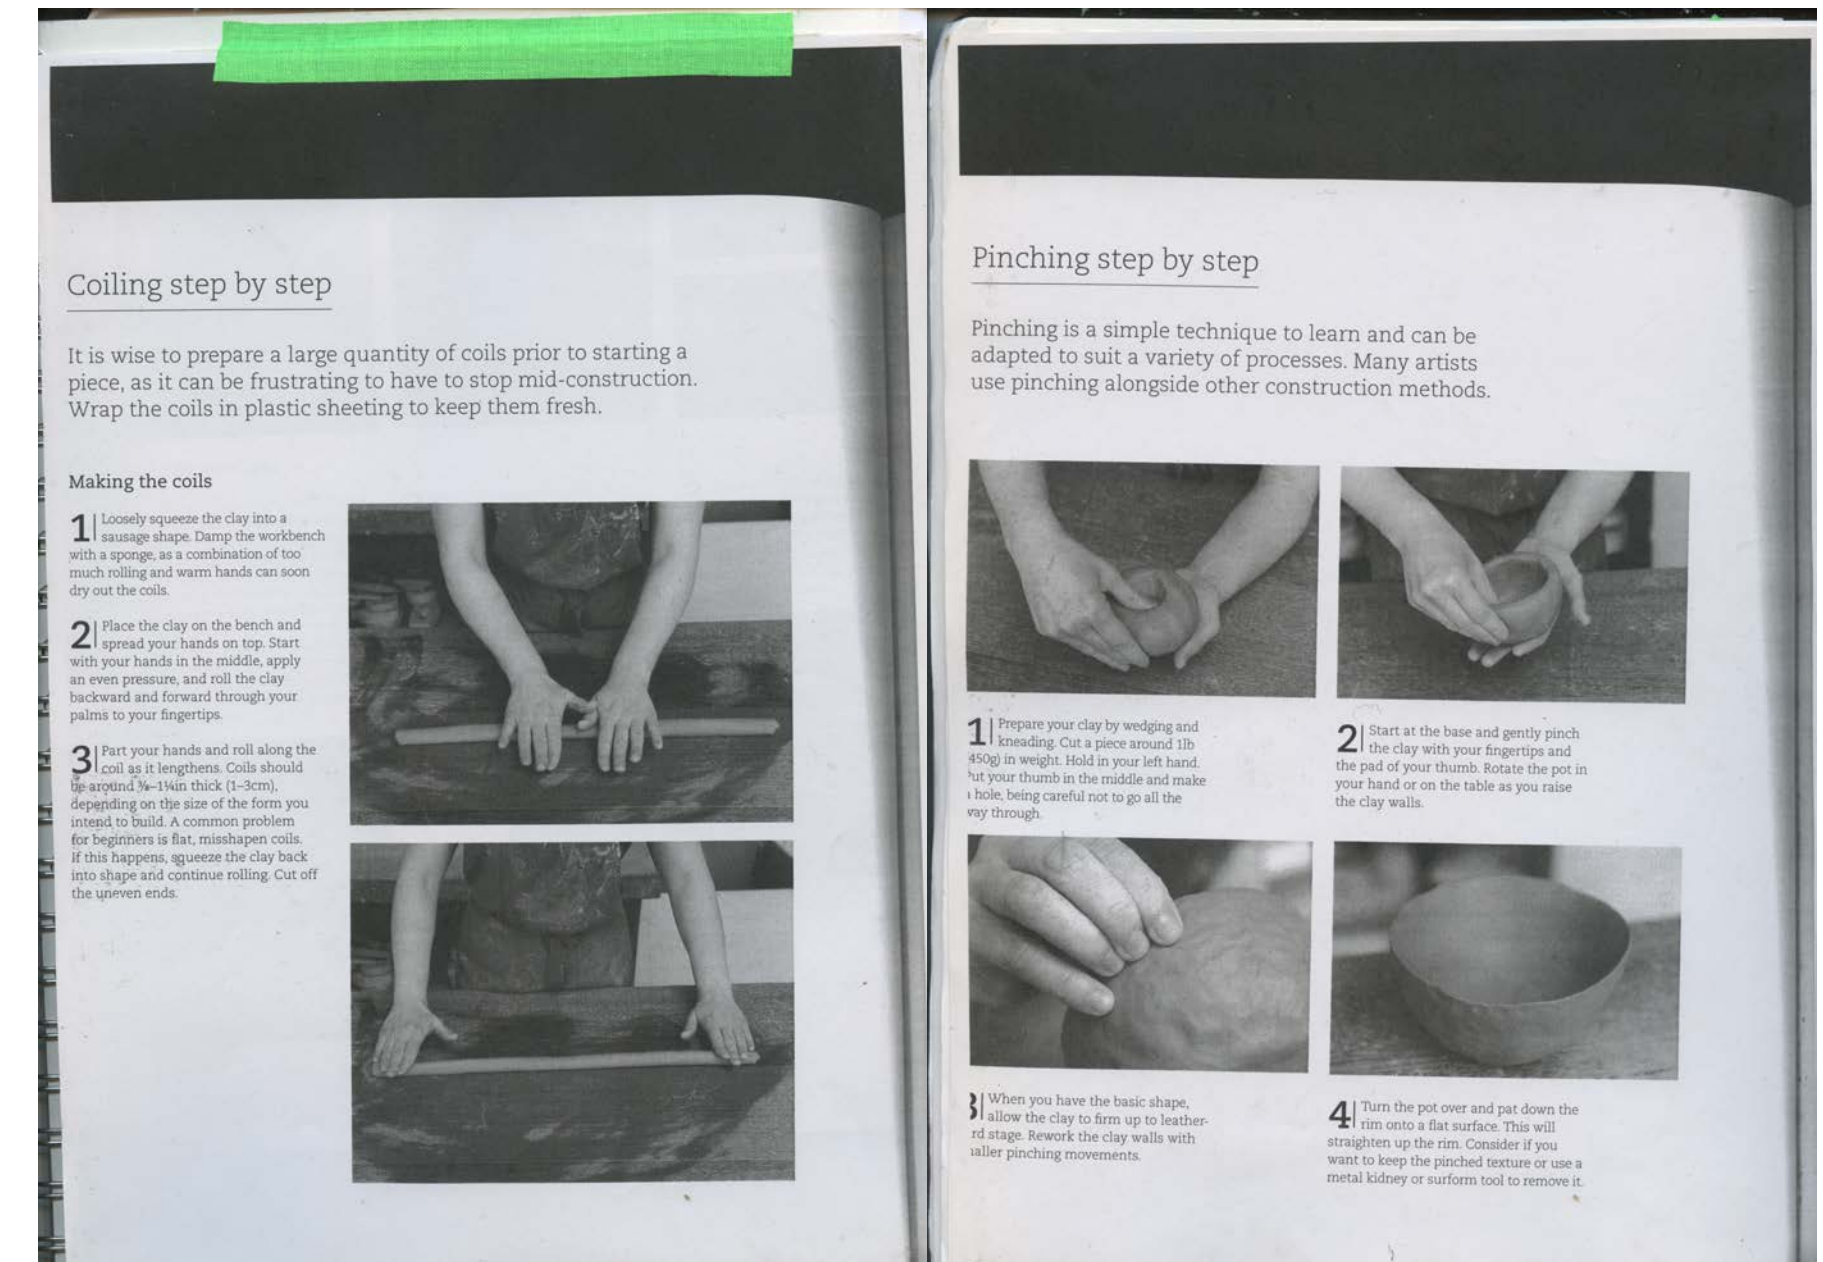 Coiling step by step
It is wise to prepare a large quantity of coils prior to starting a
piece, as it can be frustrating to have to stop mid-construction.
Wrap the coils in plastic sheeting to keep them fresh.
Making the coils
1 Loosely squeeze the clay into a
sausage shape. Damp the workbench
with a sponge, as a combination of too
much rolling and warm hands can soon
dry out the coils.
2 Place the clay on the bench and
spread your hands on top. Start
with your hands in the middle, apply
an even pressure, and roll the clay
backward and forward through your
palms to your fingertips.
3 Part your hands and roll along the
coil as it lengthens. Coils should
be around ⅜–1¼in thick (1–3cm),
depending on the size of the form you
intend to build. A common problem
for beginners is flat, misshapen coils.
If this happens, squeeze the clay back
into shape and continue rolling. Cut off
the uneven ends.
Pinching step by step
Pinching is a simple technique to learn and can be
adapted to suit a variety of processes. Many artists
use pinching alongside other construction methods.
1 Prepare your clay by wedging and
kneading. Cut a piece around 1lb
450g) in weight. Hold in your left hand.
ut your thumb in the middle and make
hole, being careful not to go all the
way through.
2 Start at the base and gently pinch
the clay with your fingertips and
the pad of your thumb. Rotate the pot in
your hand or on the table as you raise
the clay walls.
3 When you have the basic shape,
allow the clay to firm up to leather-
rd stage. Rework the clay walls with
aller pinching movements.
4 Turn the pot over and pat down the
rim onto a flat surface. This will
straighten up the rim. Consider if you
want to keep the pinched texture or use a
metal kidney or surform tool to remove it.